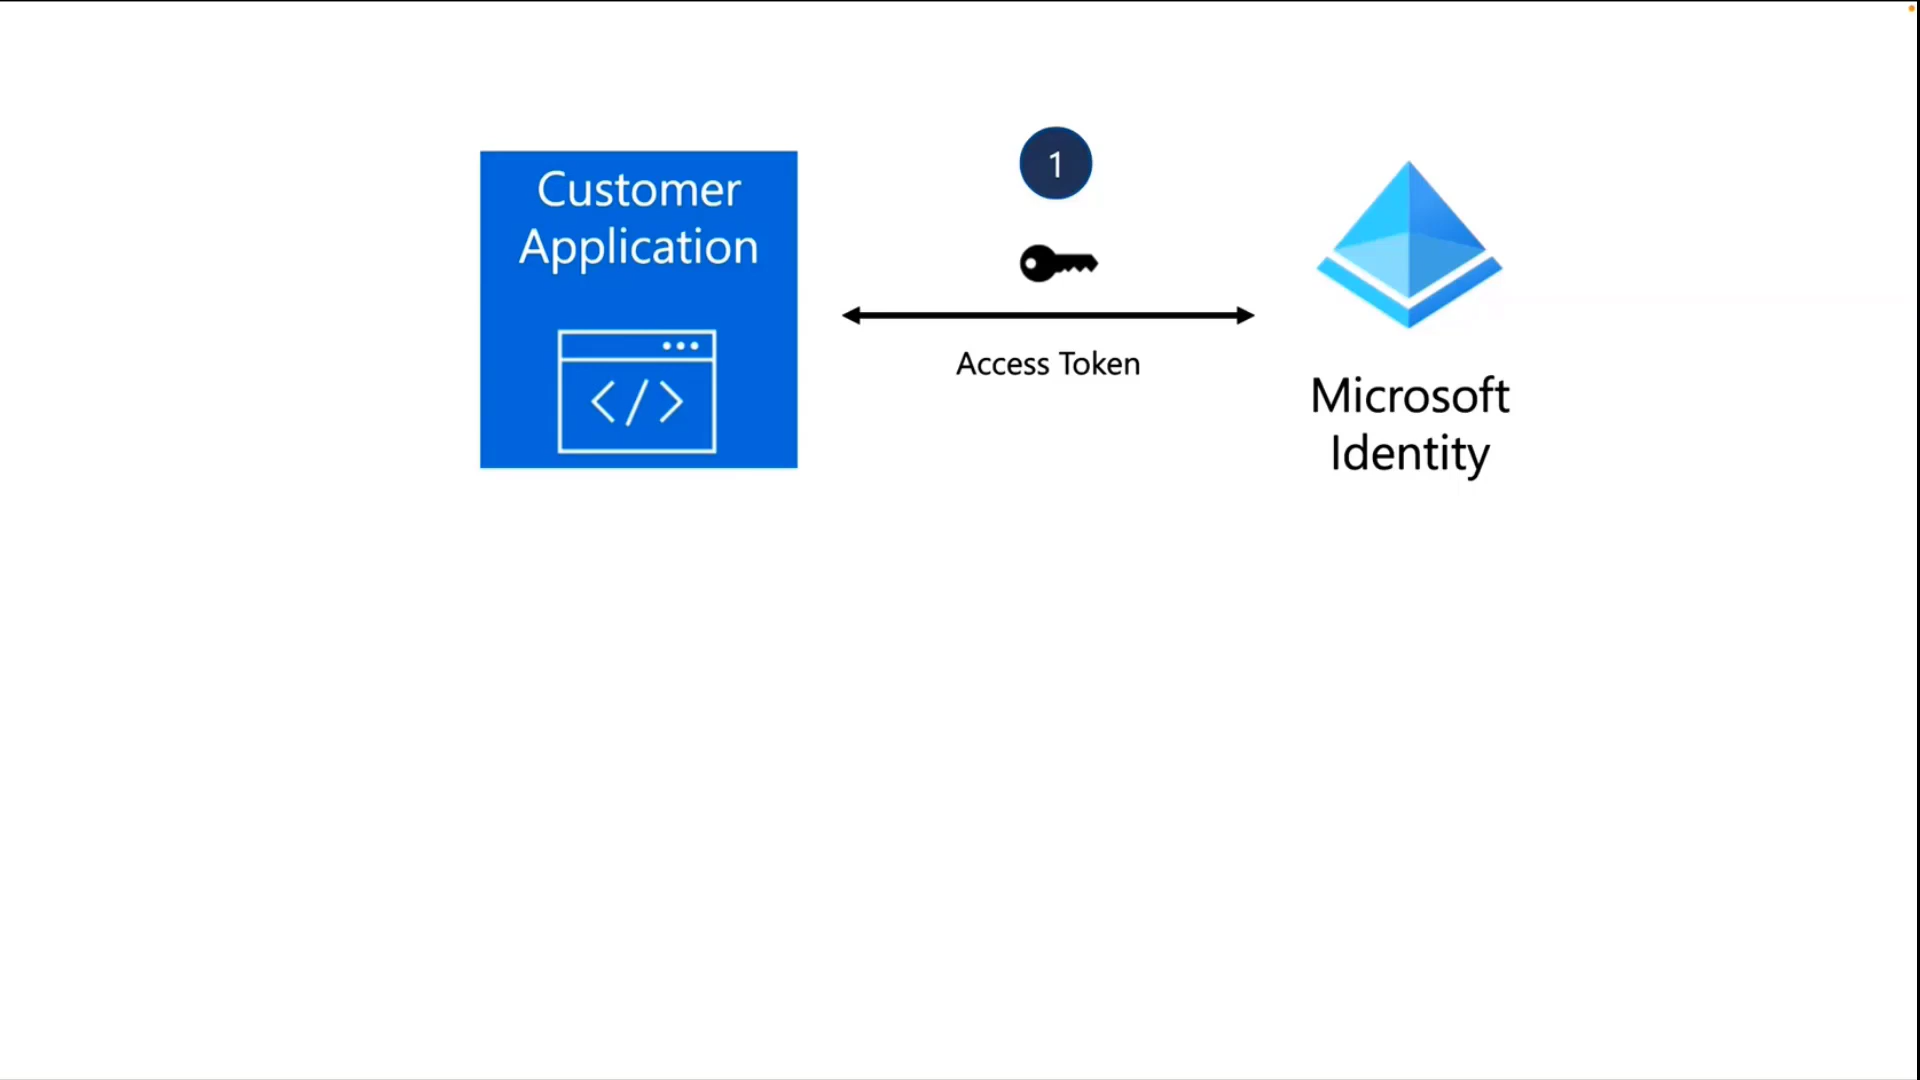 Customer
Application
</>
1
Access Token
Microsoft
Identity